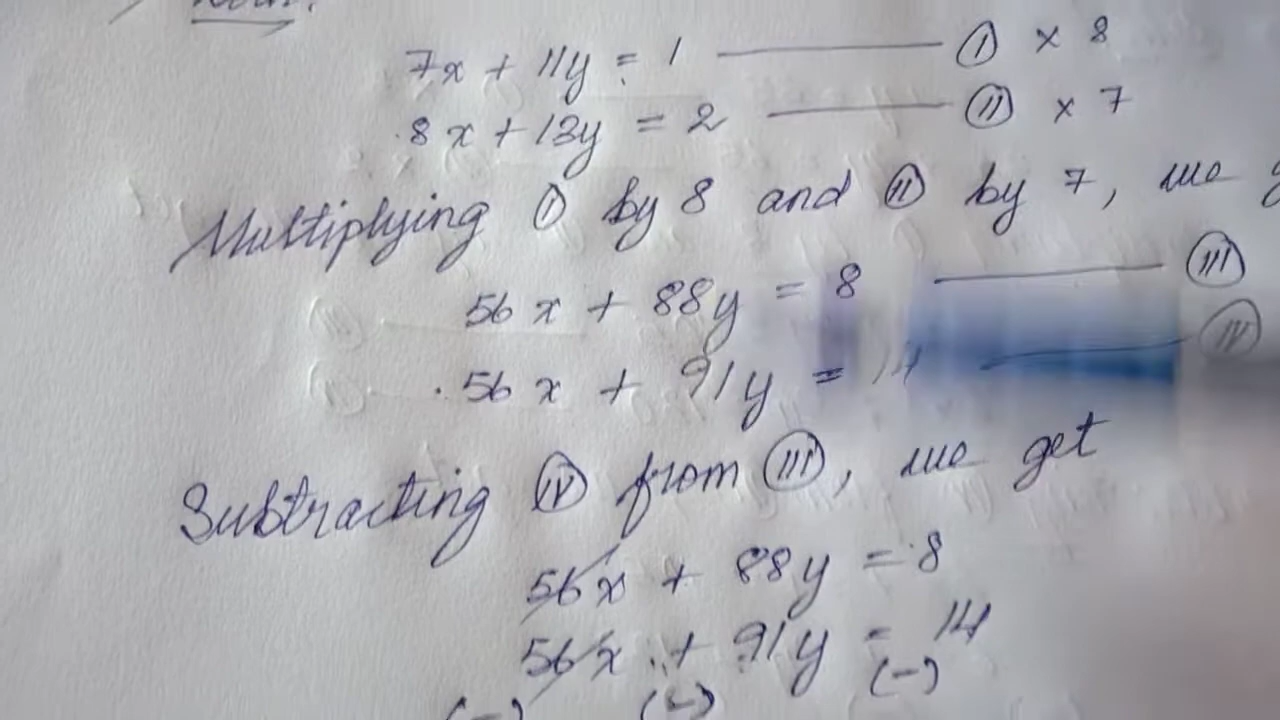 7x + 11y = 1 ——— (I) × 8
8x + 13y = 2 ——— (II) × 7
Multiplying (I) by 8 and (II) by 7, we
56x + 88y = 8 ——— (III)
56x + 91y = 14 ——— (IV)
Subtracting (IV) from (III), we get
56x + 88y = 8
56x + 91y = 14
(-) (-) (-)